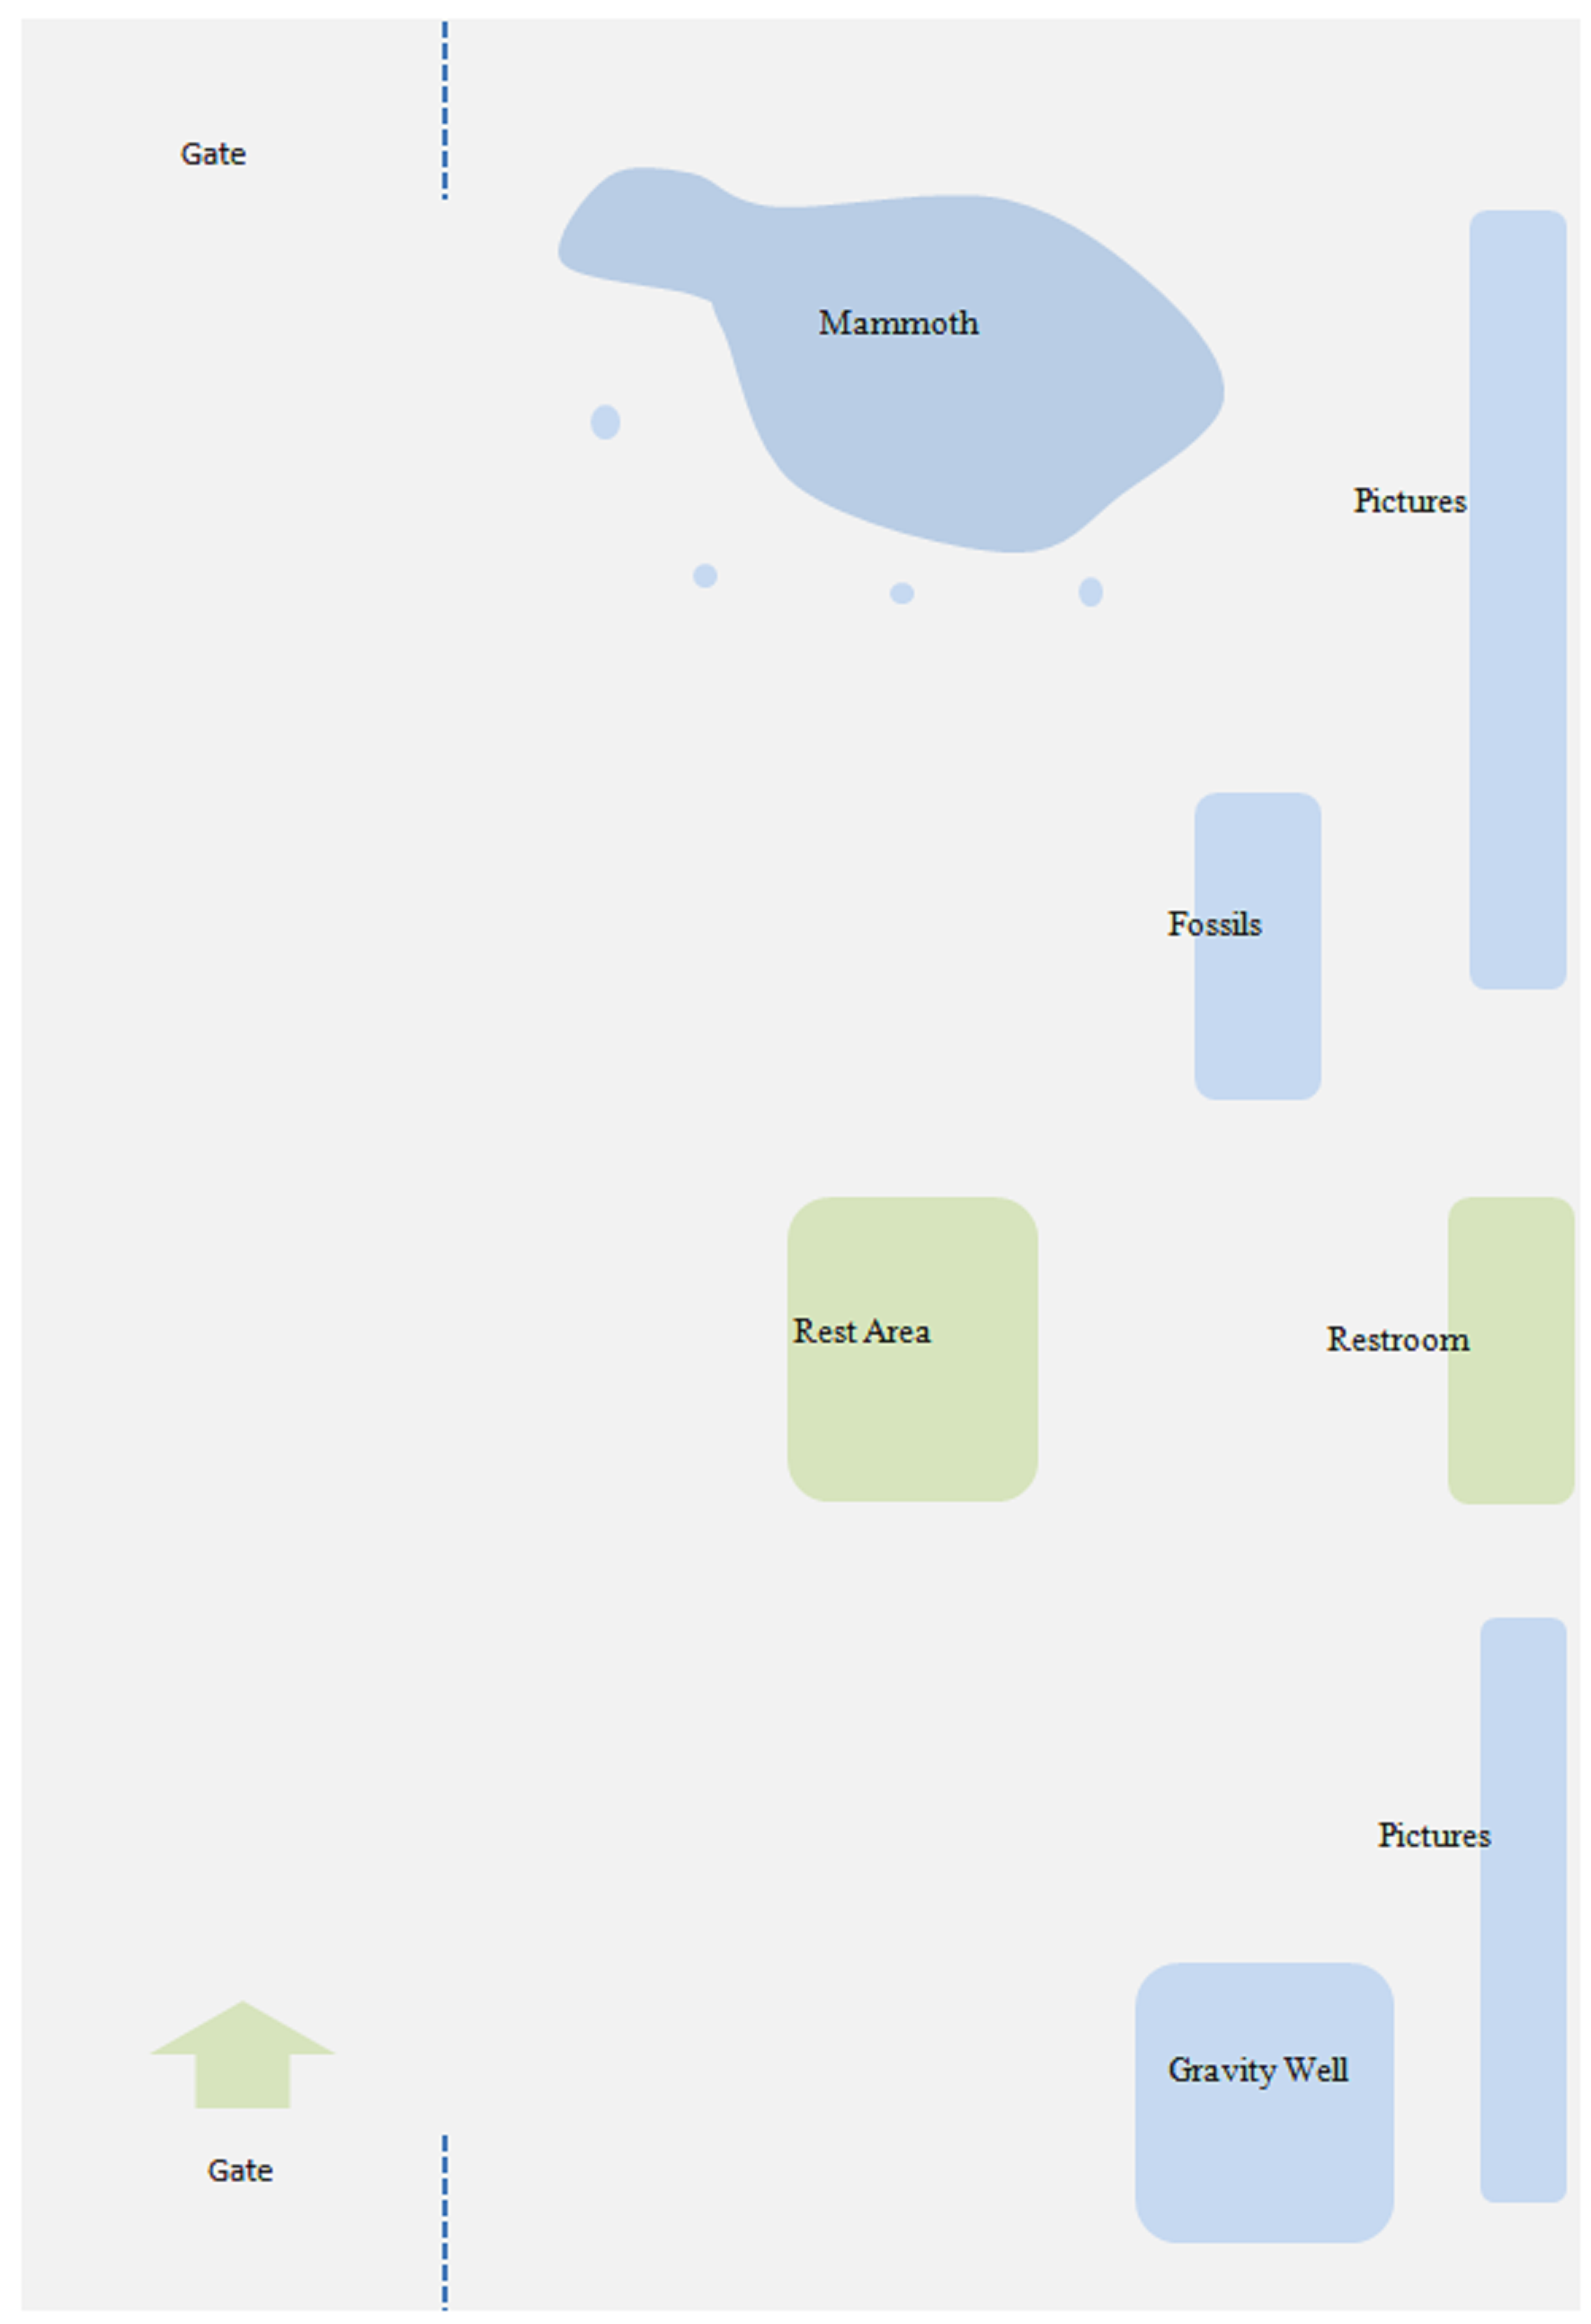 Gate
Mammoth
Pictures
Fossils
Rest Area
Restroom
Pictures
Gravity Well
Gate